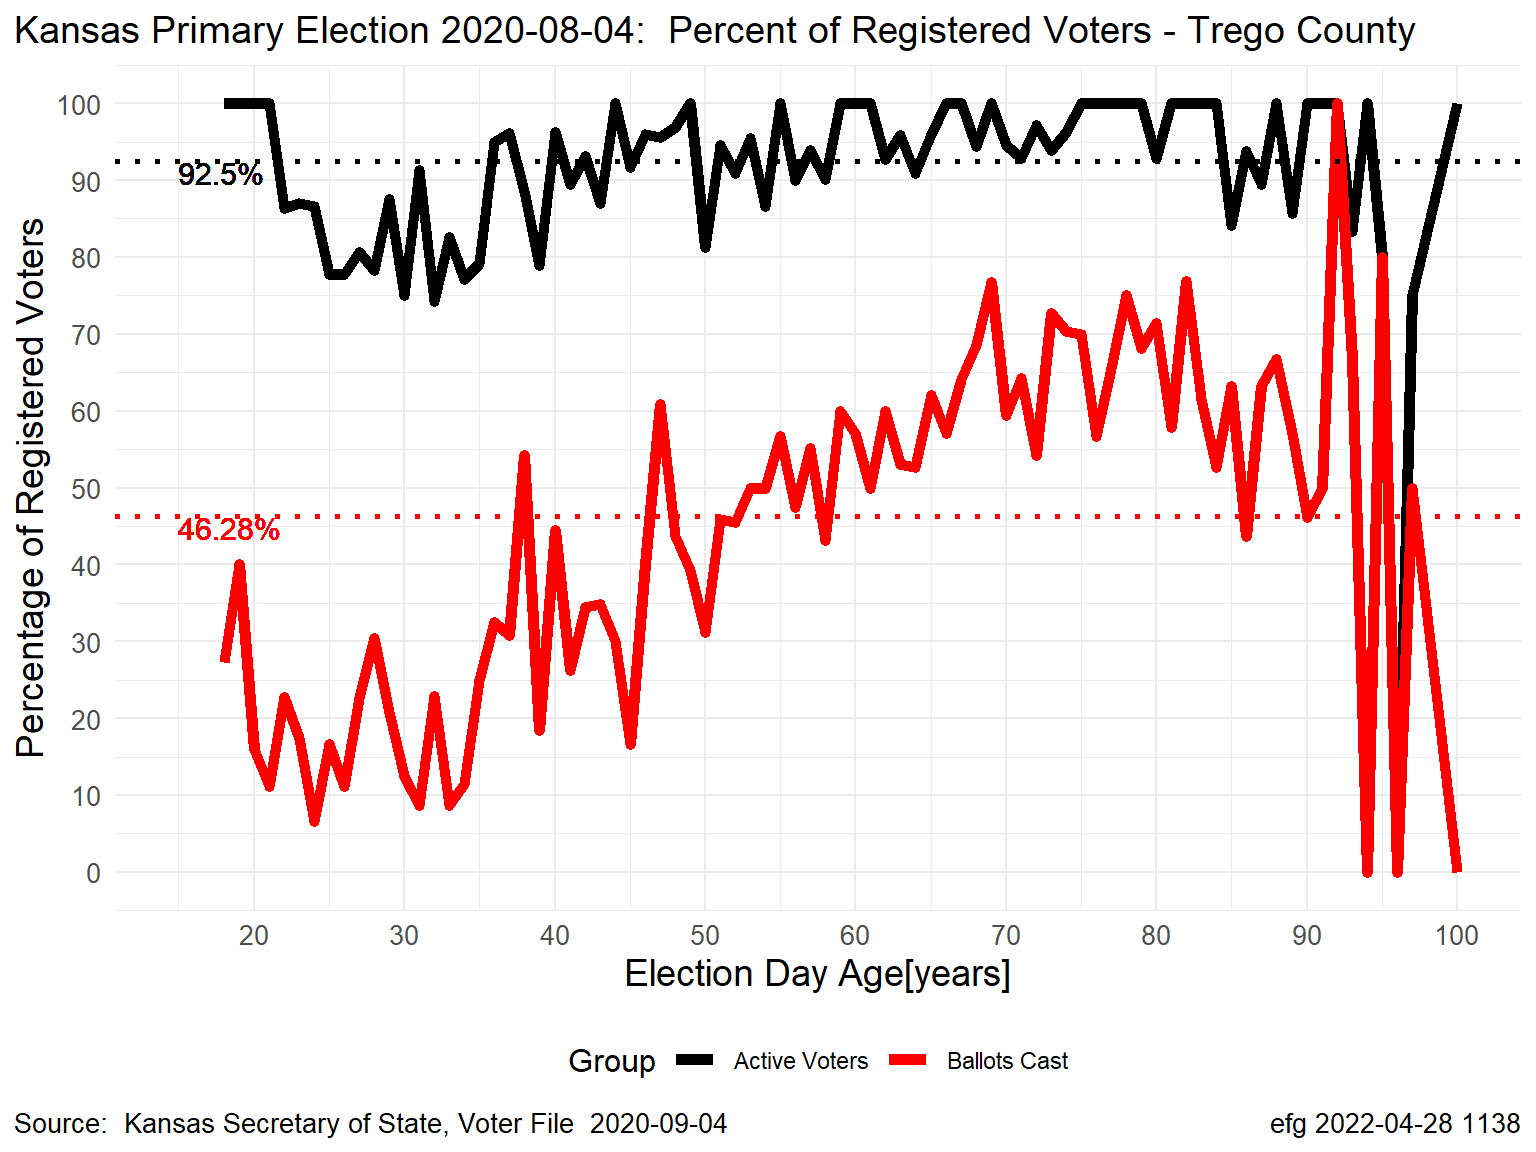 Kansas Primary Election 2020-08-04:  Percent of Registered Voters - Trego County
Percentage of Registered Voters
100
90
80
70
60
50
40
30
20
10
0
92.5%
46.28%
20 30 40 50 60 70 80 90 100
Election Day Age[years]
Group Active Voters Ballots Cast
Source:  Kansas Secretary of State, Voter File  2020-09-04
efg 2022-04-28 1138